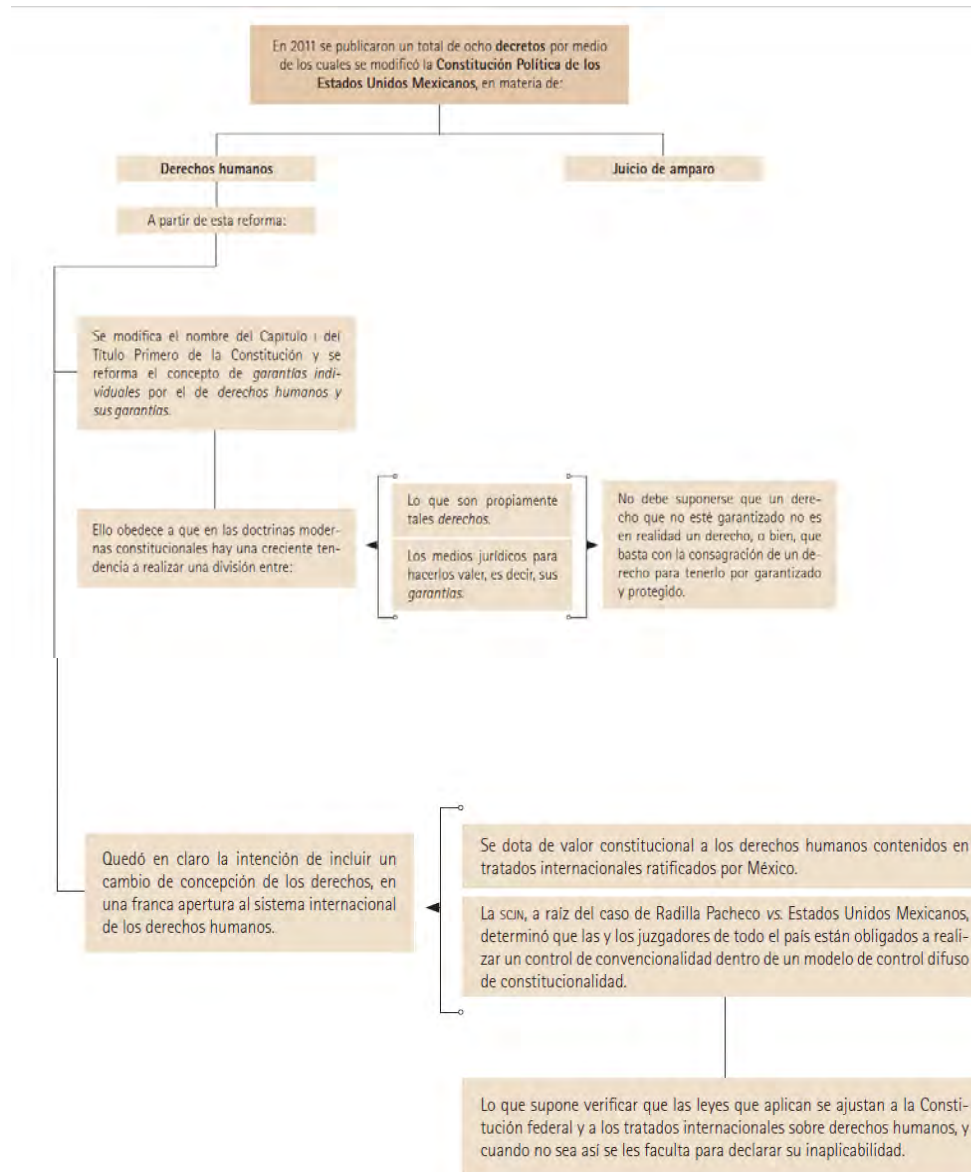 En 2011 se publicaron un total de ocho decretos por medio
de los cuales se modificó la Constitución Política de los
Estados Unidos Mexicanos, en materia de:
Derechos humanos
Juicio de amparo
A partir de esta reforma:
Se modifica el nombre del Capítulo I del
Título Primero de la Constitución y se
reforma el concepto de garantías indi-
viduales por el de derechos humanos y
sus garantías.
Ello obedece a que en las doctrinas moder-
nas constitucionales hay una creciente ten-
dencia a realizar una división entre:
Lo que son propiamente
tales derechos.
Los medios jurídicos para
hacerlos valer, es decir, sus
garantías.
No debe suponerse que un dere-
cho que no esté garantizado no es
en realidad un derecho, o bien, que
basta con la consagración de un de-
recho para tenerlo por garantizado
y protegido.
Quedó en claro la intención de incluir un
cambio de concepción de los derechos, en
una franca apertura al sistema internacional
de los derechos humanos.
Se dota de valor constitucional a los derechos humanos contenidos en
tratados internacionales ratificados por México.
La SCJN, a raíz del caso de Radilla Pacheco vs. Estados Unidos Mexicanos,
determinó que las y los juzgadores de todo el país están obligados a reali-
zar un control de convencionalidad dentro de un modelo de control difuso
de constitucionalidad.
Lo que supone verificar que las leyes que aplican se ajustan a la Consti-
tución federal y a los tratados internacionales sobre derechos humanos, y
cuando no sea así se les faculta para declarar su inaplicabilidad.